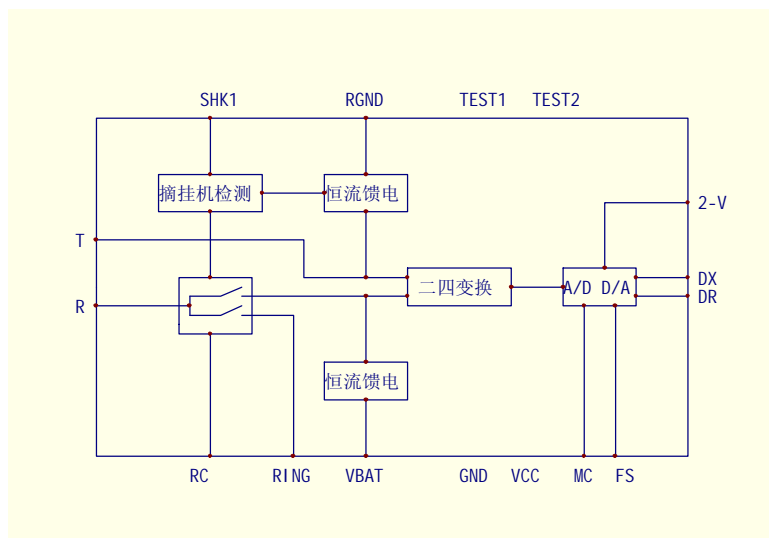 SHK1 RGND TEST1 TEST2
摘挂机检测 恒流馈电
2-V
T
二四变换 A/D D/A DX
R DR
恒流馈电
RC RING VBAT GND VCC MC FS